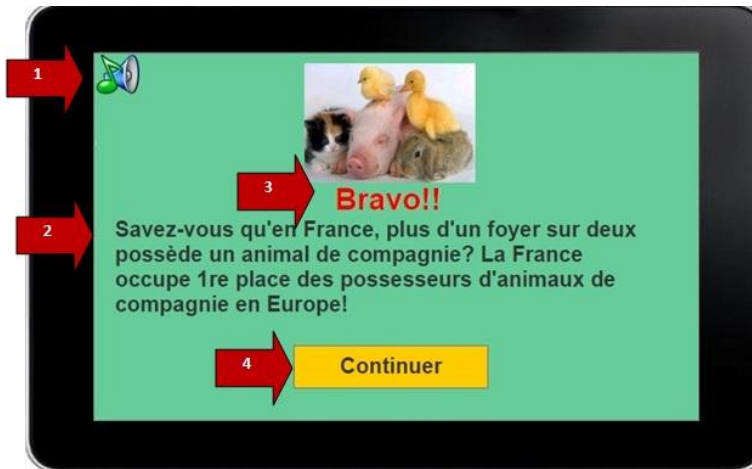 1
3
Bravo!!
2
Savez-vous qu'en France, plus d'un foyer sur deux
possède un animal de compagnie? La France
occupe 1re place des possesseurs d'animaux de
compagnie en Europe!
4
Continuer